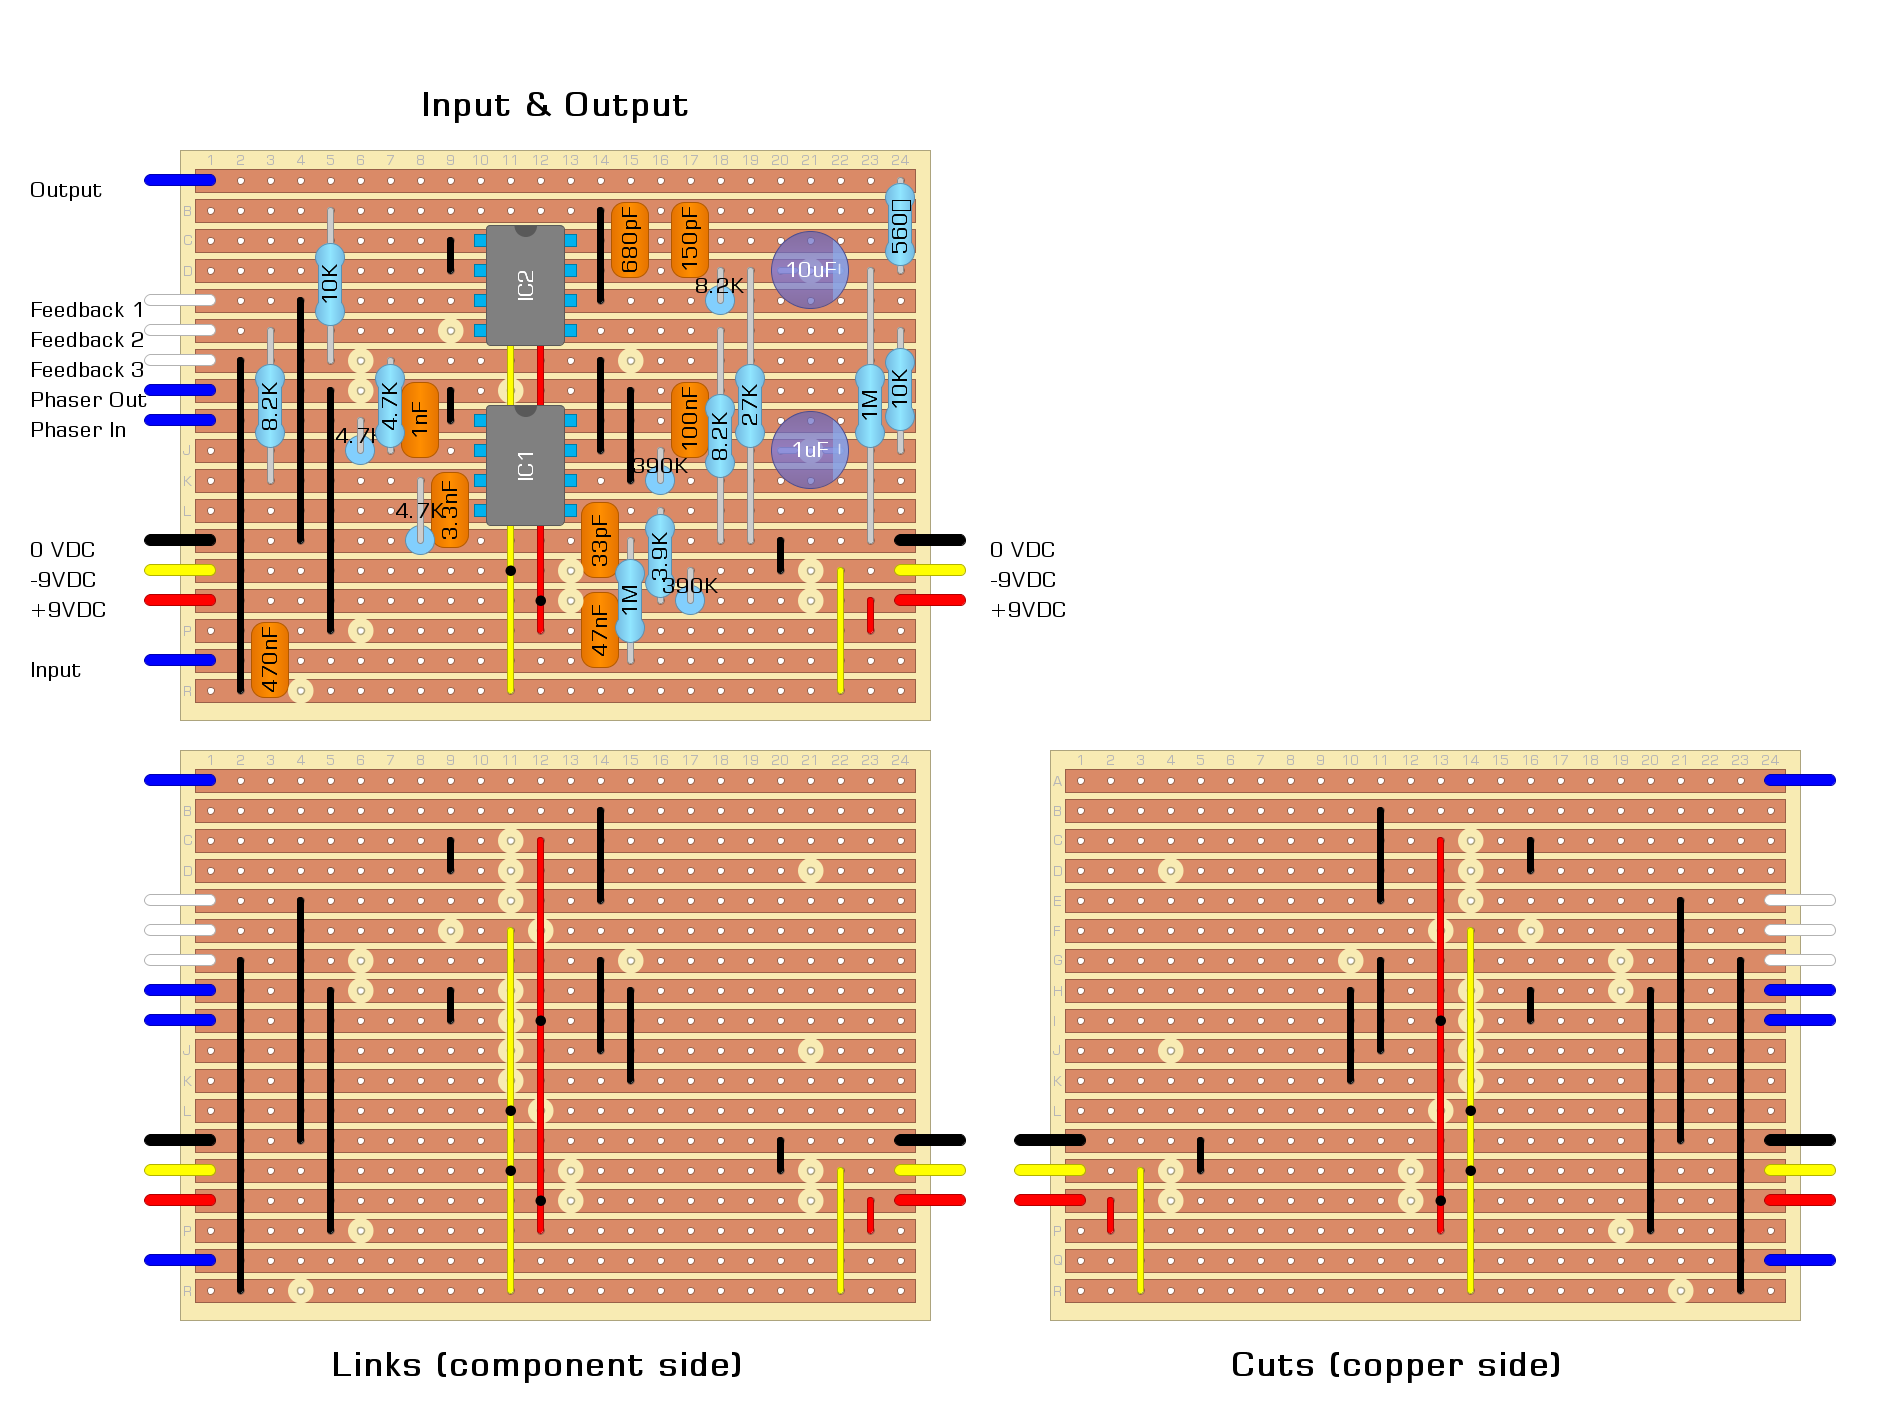 Input & Output
1 2 3 4 5 6 7 8 9 10 11 12 13 14 15 16 17 18 19 20 21 22 23 24
Output
B
680pF
150pF
560
C
10K
IC2
D
10uF
8.2K
Feedback 1
Feedback 2
Feedback 3
Phaser Out
Phaser In
8.2K
4.7K
1nF
100nF
8.2K
27K
1M
10K
4.7K
J
IC1
1uF
390K
K
4.7K
3.3nF
L
33pF
3.9K
0 VDC
0 VDC
-9VDC
-9VDC
390K
+9VDC
+9VDC
1M
47nF
P
470nF
Input
R
1 2 3 4 5 6 7 8 9 10 11 12 13 14 15 16 17 18 19 20 21 22 23 24
B
C
D
J
K
L
P
R
1 2 3 4 5 6 7 8 9 10 11 12 13 14 15 16 17 18 19 20 21 22 23 24
A
B
C
D
E
F
G
H
I
J
K
L
P
Q
R
Links (component side)
Cuts (copper side)